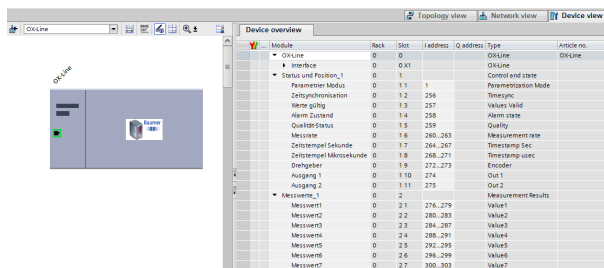 Topology view Network view Device view
OX-Line Device overview
Module Rack Slot I address Q address Type Article no.
OX-Line 0 0 OX-Line OX-Line
Interface 0 0 X1 OX-Line
Status und Position_1 0 1 Control and state
Parametrier Modus 0 1 1 1 Parametrization Mode
Zeitsynchronisation 0 1 2 256 Timesync
Werte gültig 0 1 3 257 Values Valid
Alarm Zustand 0 1 4 258 Alarm state
Qualität-Status 0 1 5 259 Quality
Messrate 0 1 6 260...263 Measurement rate
Zeitstempel Sekunde 0 1 7 264...267 Timestamp Sec
Zeitstempel Mikrosekunde 0 1 8 268...271 Timestamp usec
Drehgeber 0 1 9 272...273 Encoder
Ausgang 1 0 1 10 274 Out 1
Ausgang 2 0 1 11 275 Out 2
Messwerte_1 0 2 Measurement Results
Messwert1 0 2 1 276...279 Value1
Messwert2 0 2 2 280...283 Value2
Messwert3 0 2 3 284...287 Value3
Messwert4 0 2 4 288...291 Value4
Messwert5 0 2 5 292...295 Value5
Messwert6 0 2 6 296...299 Value6
Messwert7 0 2 7 300...303 Value7
OX-Line
Baumer